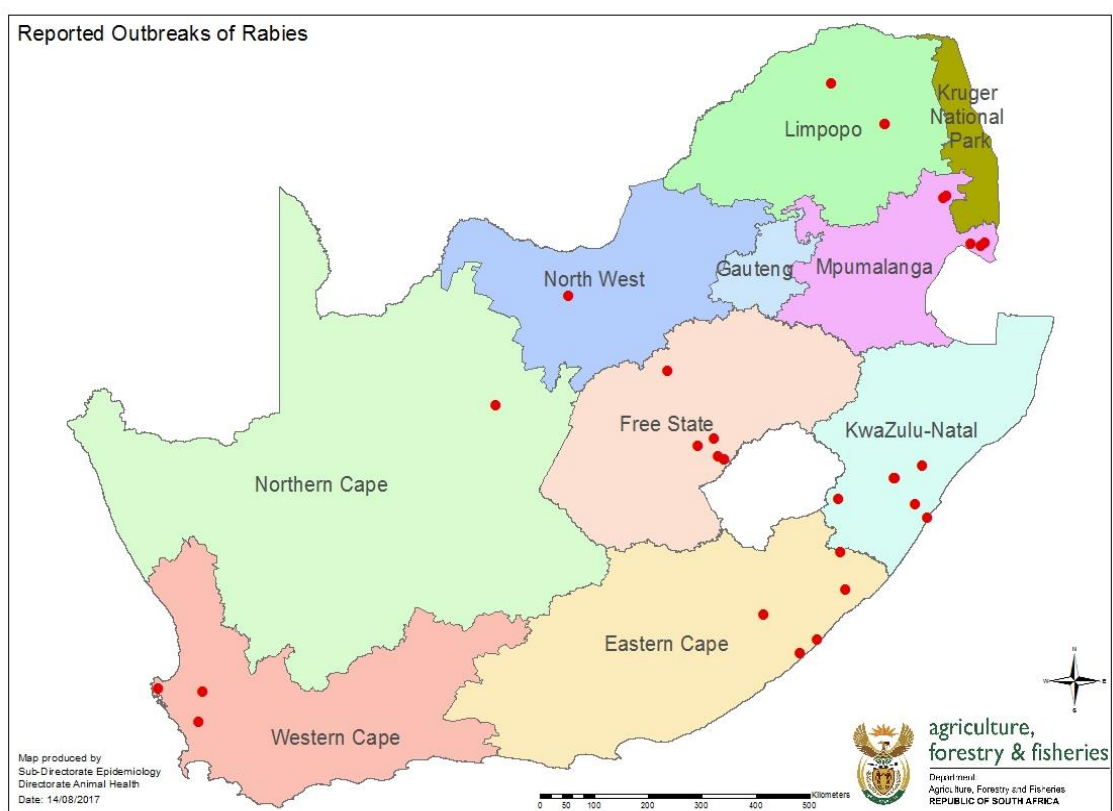 Reported Outbreaks of Rabies
Kruger
National
Park
Limpopo
North West
Gauteng
Mpumalanga
Free State
KwaZulu-Natal
Northern Cape
Eastern Cape
Western Cape
N
W
E
S
agriculture,
forestry & fisheries
Department:
Agriculture, Forestry and Fisheries
REPUBLIC OF SOUTH AFRICA
Map produced by
Sub-Directorate Epidemiology
Directorate Animal Health
Date: 14/08/2017
Kilometers
0 50 100 200 300 400 500